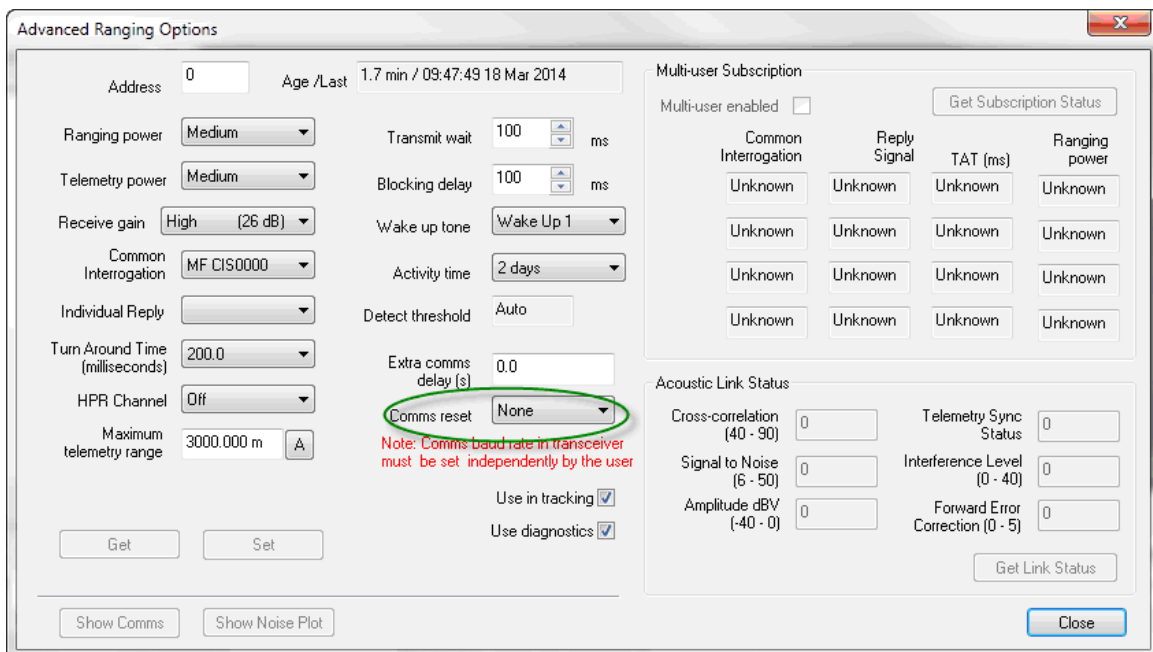 Advanced Ranging Options
Address 0 Age /Last 1.7 min / 09:47:49 18 Mar 2014
Ranging power Medium
Telemetry power Medium
Receive gain High (26 dB)
Common
Interrogation MF CIS0000
Individual Reply
Turn Around Time
(milliseconds) 200.0
HPR Channel Off
Maximum
telemetry range 3000.000 m A
Get Set
Show Comms Show Noise Plot
Transmit wait 100 ms
Blocking delay 100 ms
Wake up tone Wake Up 1
Activity time 2 days
Detect threshold Auto
Extra comms
delay (s) 0.0
Comms reset None
Note: Comms baud rate in transceiver
must be set independently by the user
Use in tracking
Use diagnostics
Multi-user Subscription
Multi-user enabled Get Subscription Status
Common
Interrogation Reply
Signal TAT (ms) Ranging
power
Unknown Unknown Unknown Unknown
Unknown Unknown Unknown Unknown
Unknown Unknown Unknown Unknown
Unknown Unknown Unknown Unknown
Acoustic Link Status
Cross-correlation
(40 - 90) 0
Telemetry Sync
Status 0
Signal to Noise
(6 - 50) 0
Interference Level
(0 - 40) 0
Amplitude dBV
(-40 - 0) 0
Forward Error
Correction (0 - 5) 0
Get Link Status
Close